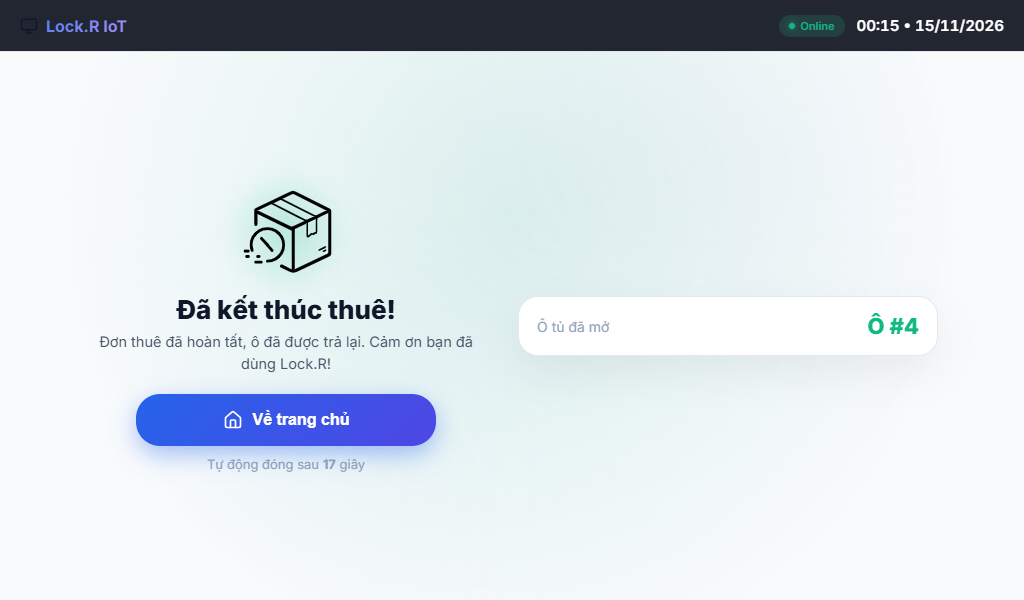 Lock.R IoT
Online
00:15 • 15/11/2026
Đã kết thúc thuê!
Đơn thuê đã hoàn tất, ô đã được trả lại. Cảm ơn bạn đã
dùng Lock.R!
Về trang chủ
Tự động đóng sau 17 giây
Ô tủ đã mở
Ô #4